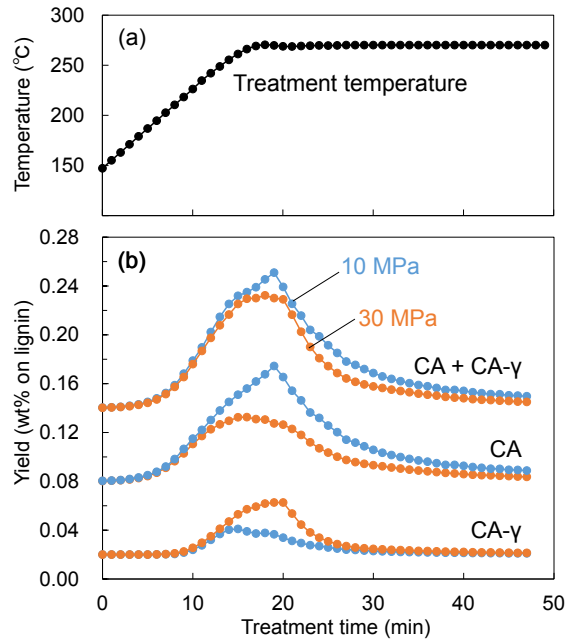 300
(a)
250
Treatment temperature
200
150
Temperature (°C)
0.28
(b)
10 MPa
0.24
30 MPa
0.20
0.16
CA + CA-γ
0.12
CA
0.08
0.04
CA-γ
0.00
Yield (wt% on lignin)
0 10 20 30 40 50
Treatment time (min)